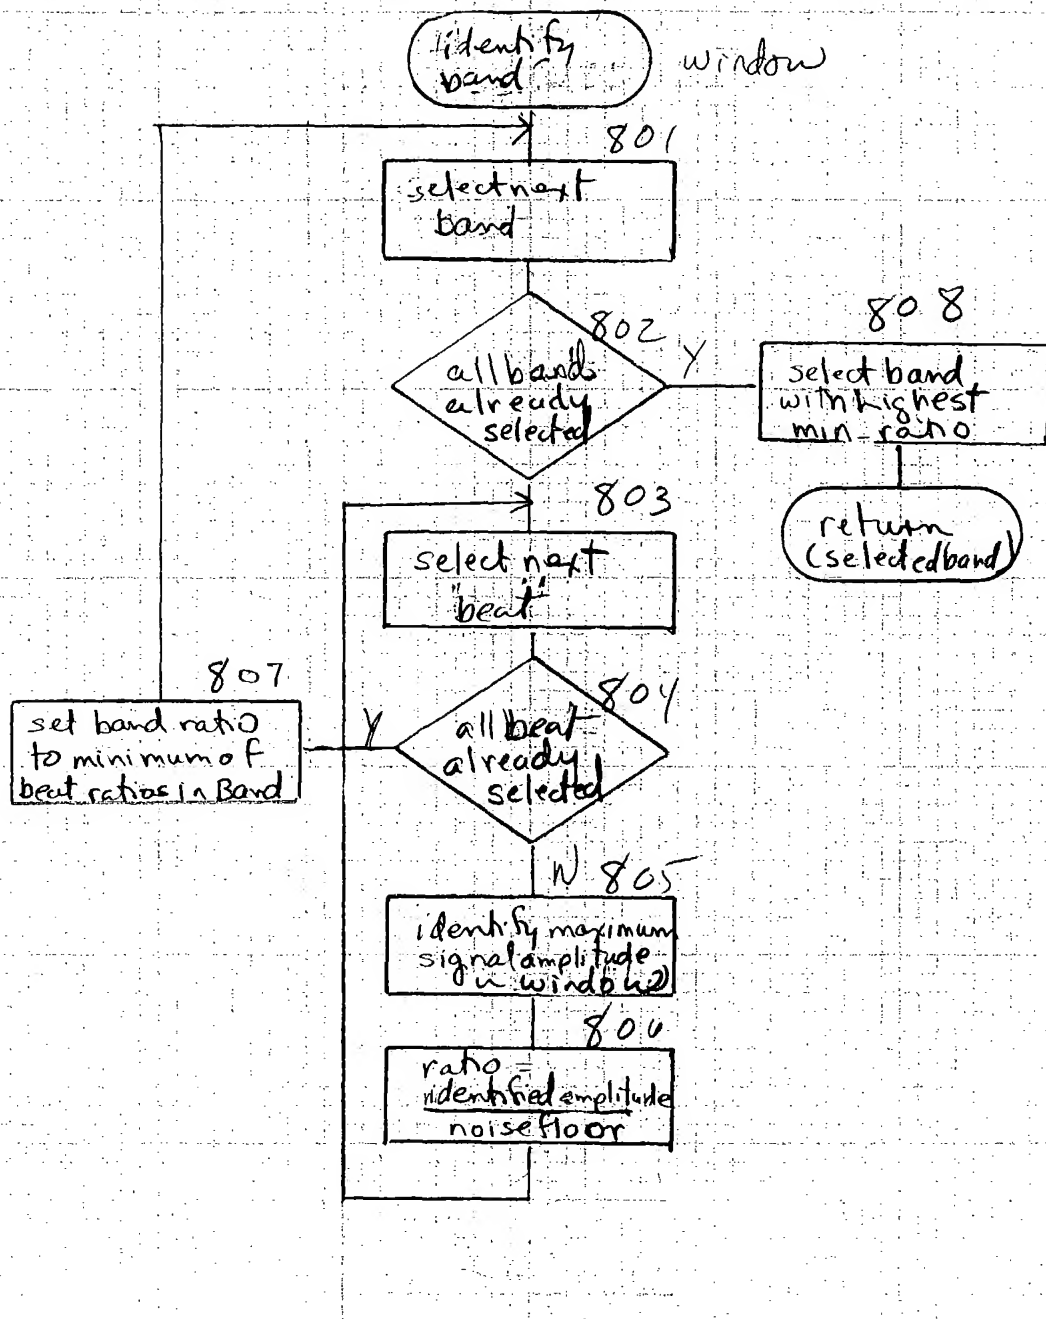 identify
band
window
801
select next
band
802
all bands
already
selected
Y
808
select band
with highest
min ratio
return
(selected band)
803
select next
"beat"
804
all beat
already
selected
Y
807
set band ratio
to minimum of
beat ratios in Band
N
805
identify maximum
signal amplitude
in window
806
ratio =
identified amplitude
noise floor